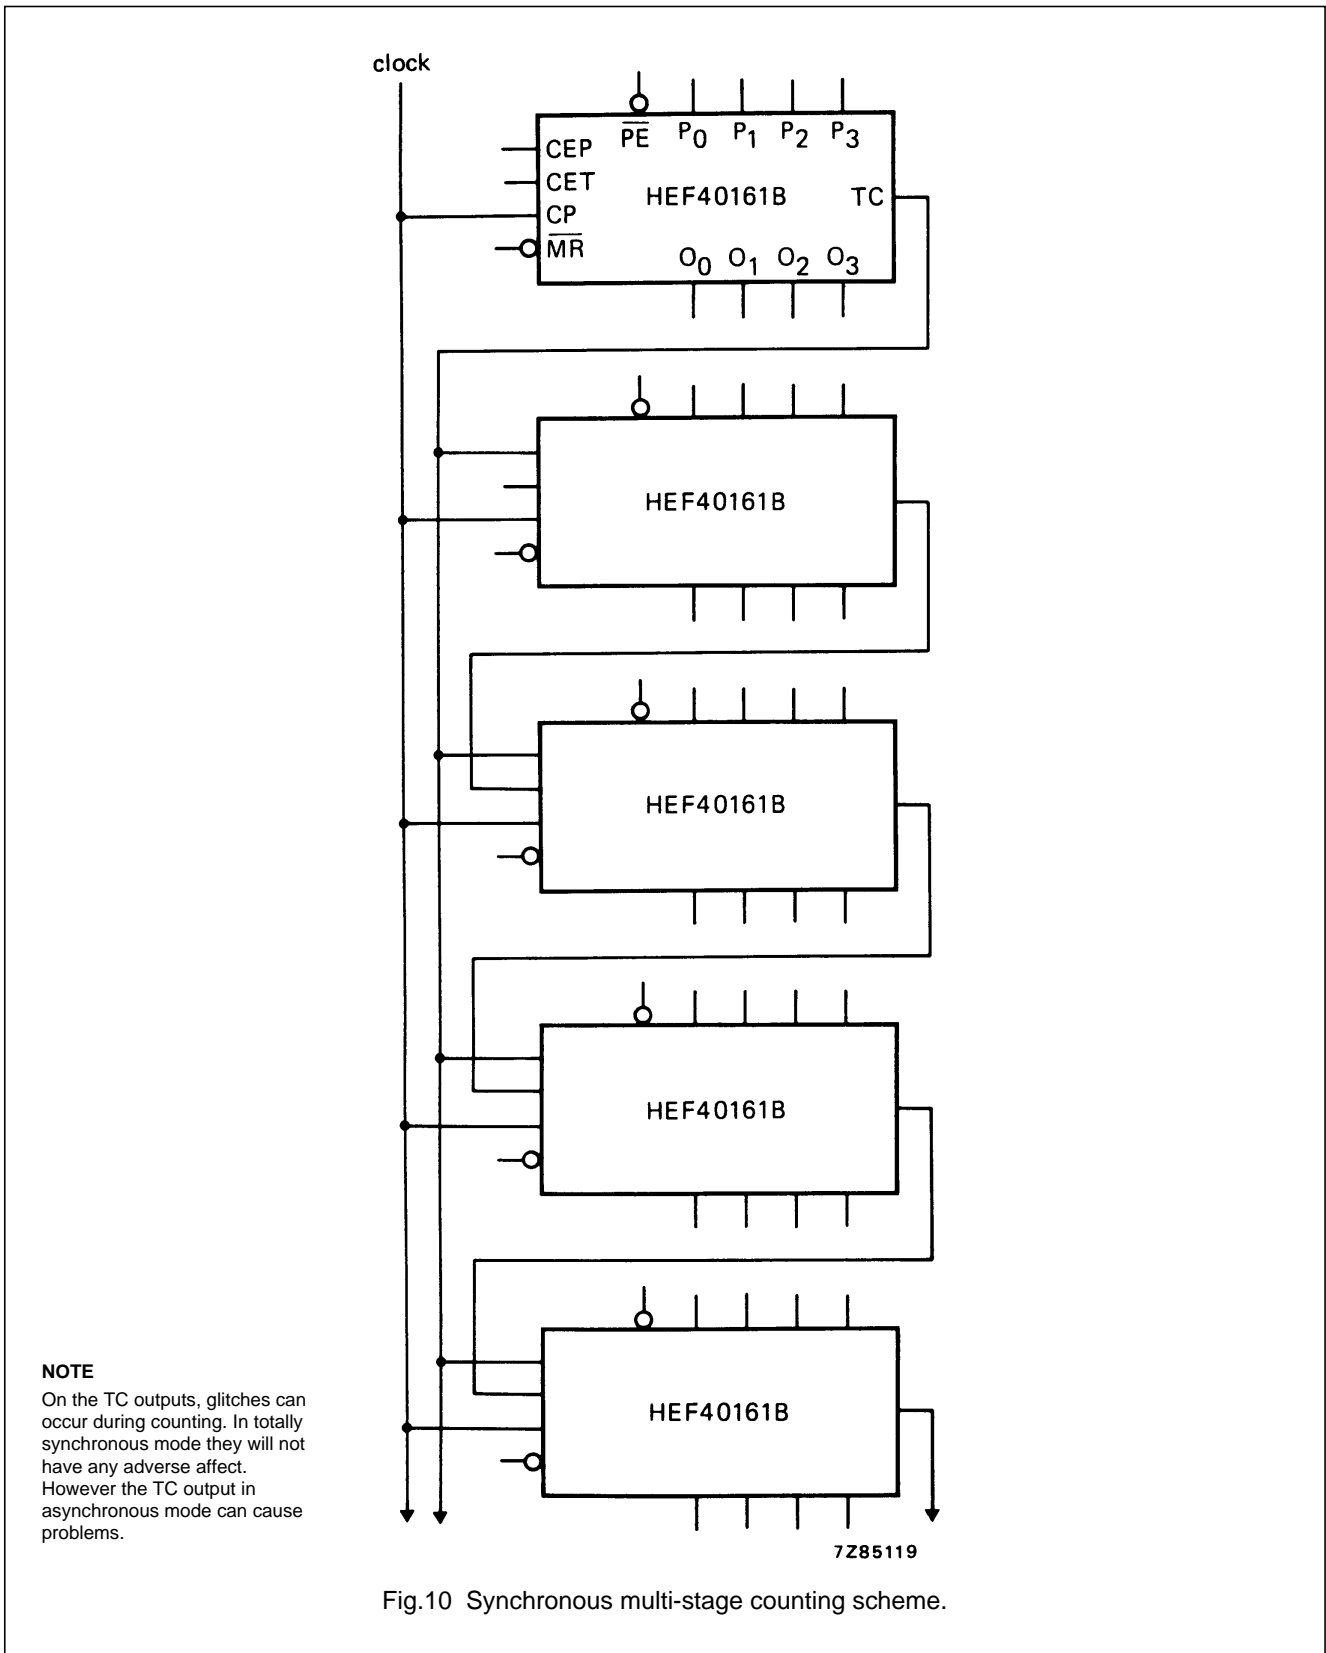 clock
PE P0 P1 P2 P3
CEP
CET
HEF40161B TC
CP
MR
O0 O1 O2 O3
HEF40161B
HEF40161B
HEF40161B
HEF40161B
NOTE
On the TC outputs, glitches can
occur during counting. In totally
synchronous mode they will not
have any adverse affect.
However the TC output in
asynchronous mode can cause
problems.
7Z85119
Fig.10 Synchronous multi-stage counting scheme.